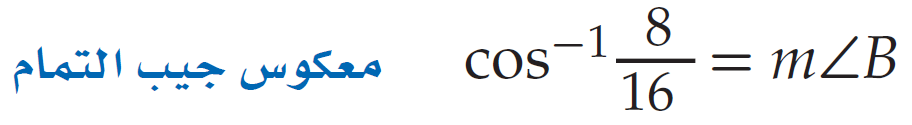 cos⁻¹ 8/16 = m∠B معكوس جيب التمام